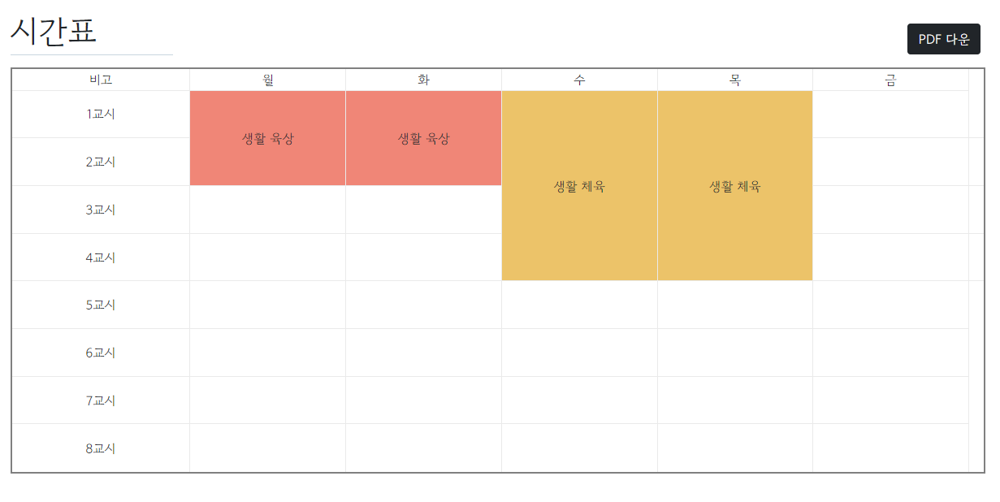 시간표
PDF 다운
비고 월 화 수 목 금
1교시
생활 육상 생활 육상
2교시
생활 체육 생활 체육
3교시
4교시
5교시
6교시
7교시
8교시